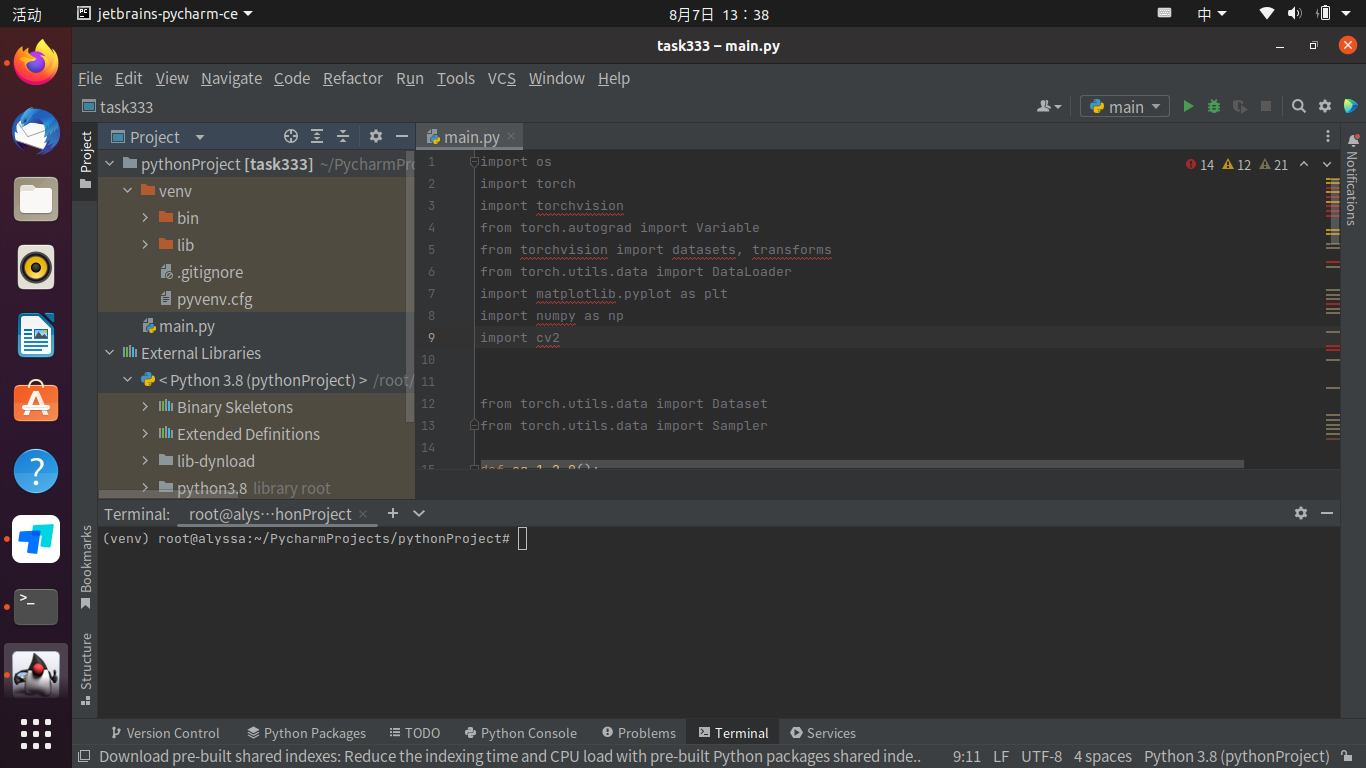 活动 jetbrains-pycharm-ce 8月7日 13：38 中
task333 – main.py
File Edit View Navigate Code Refactor Run Tools VCS Window Help
task333 main
Project Project main.py
pythonProject [task333] ~/PycharmPro
venv
bin
lib
.gitignore
pyvenv.cfg
main.py
External Libraries
< Python 3.8 (pythonProject) > /root/
Binary Skeletons
Extended Definitions
lib-dynload
python3.8 library root
14 12 21
1 import os
2 import torch
3 import torchvision
4 from torch.autograd import Variable
5 from torchvision import datasets, transforms
6 from torch.utils.data import DataLoader
7 import matplotlib.pyplot as plt
8 import numpy as np
9 import cv2
10
11
12 from torch.utils.data import Dataset
13 from torch.utils.data import Sampler
14
Notifications
Terminal: root@alys···honProject
(venv) root@alyssa:~/PycharmProjects/pythonProject#
Bookmarks
Structure
Version Control Python Packages TODO Python Console Problems Terminal Services
Download pre-built shared indexes: Reduce the indexing time and CPU load with pre-built Python packages shared inde.. 9:11 LF UTF-8 4 spaces Python 3.8 (pythonProject)